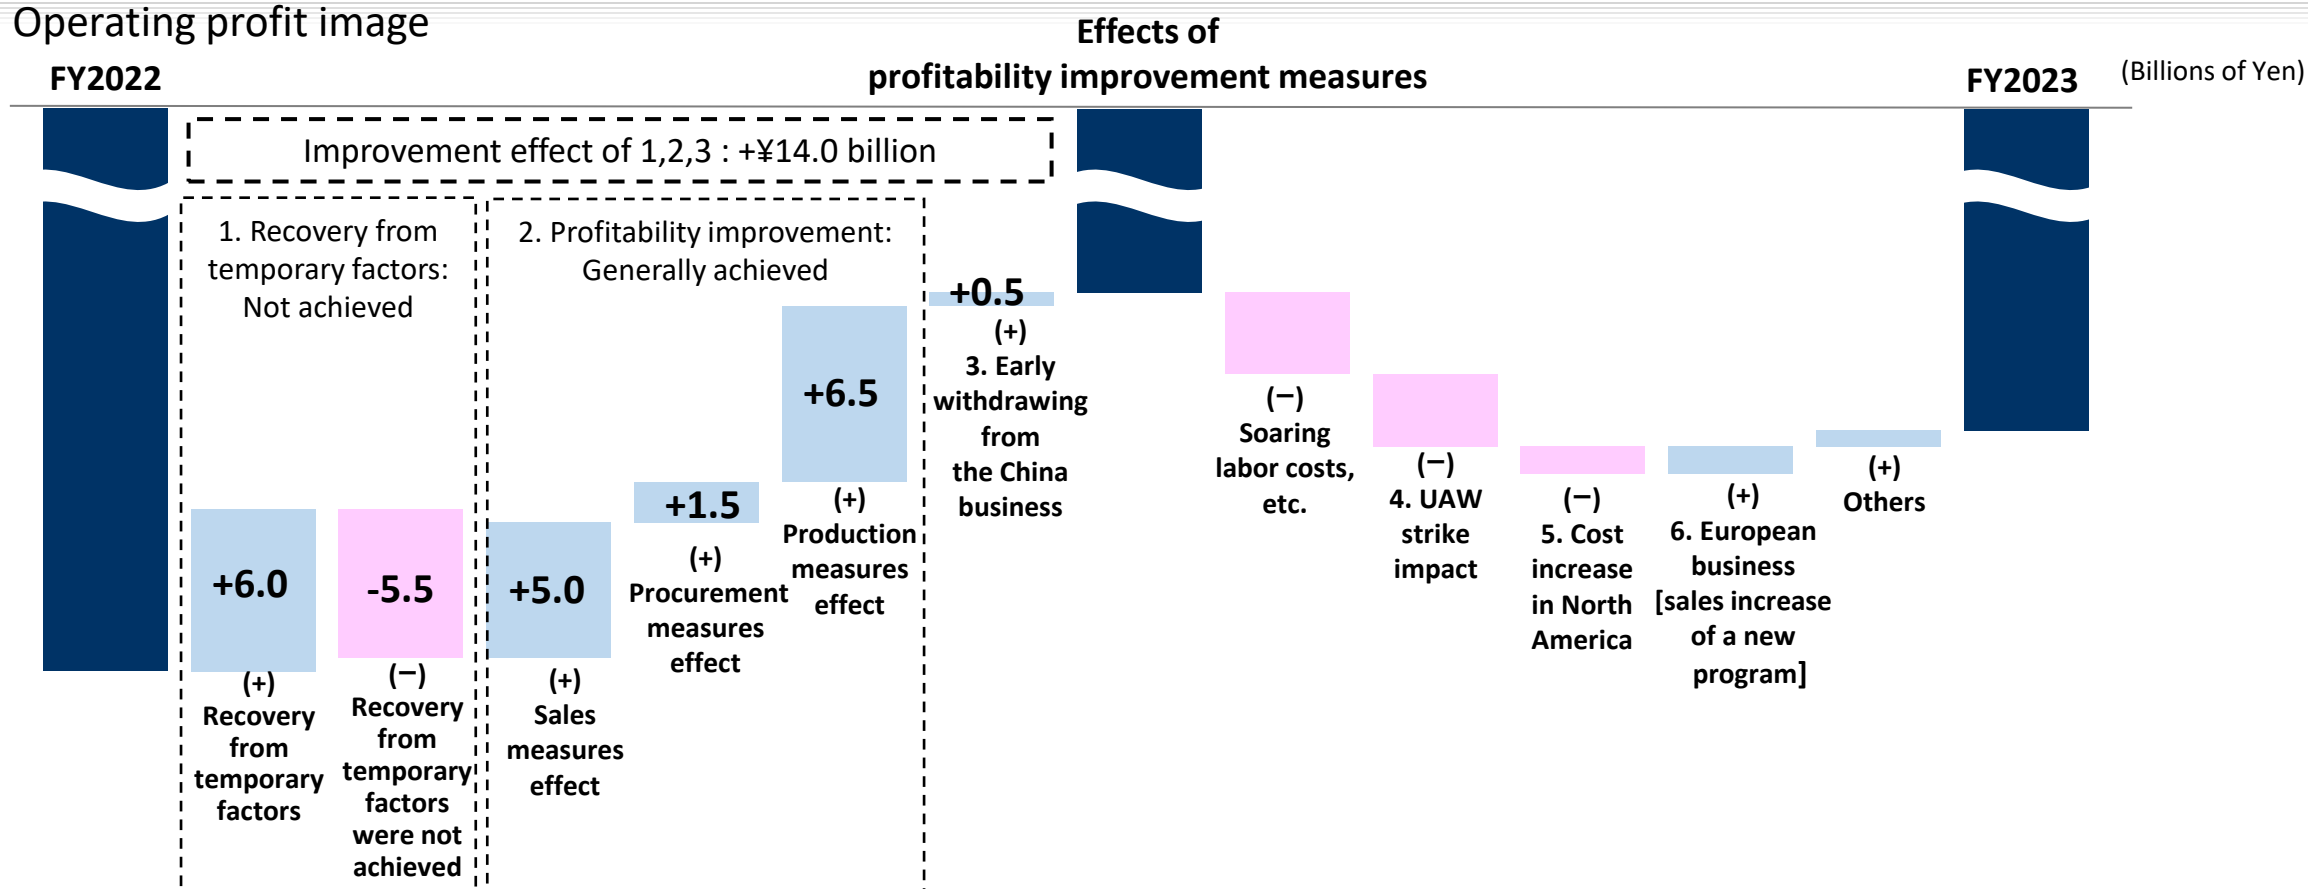 Operating profit image
Effects of
profitability improvement measures
FY2022
FY2023
(Billions of Yen)
Improvement effect of 1,2,3 : +¥14.0 billion
1. Recovery from
temporary factors:
Not achieved
2. Profitability improvement:
Generally achieved
+6.0
(+)
Recovery
from
temporary
factors
-5.5
(−)
Recovery
from
temporary
factors
were not
achieved
+5.0
(+)
Sales
measures
effect
+1.5
(+)
Procurement
measures
effect
+6.5
(+)
Production
measures
effect
+0.5
(+)
3. Early
withdrawing
from
the China
business
(−)
Soaring
labor costs,
etc.
(−)
4. UAW
strike
impact
(−)
5. Cost
increase
in North
America
(+)
6. European
business
[sales increase
of a new
program]
(+)
Others